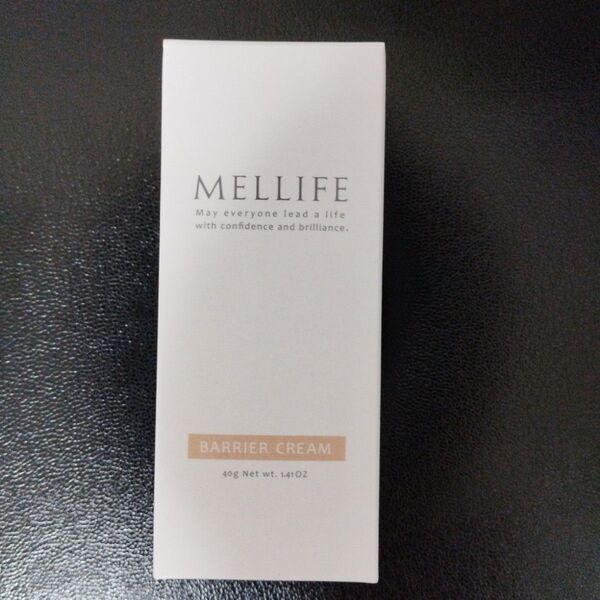 MELLIFE
May everyone lead a life
with confidence and brilliance.
BARRIER CREAM
40g Net wt. 1.41OZ